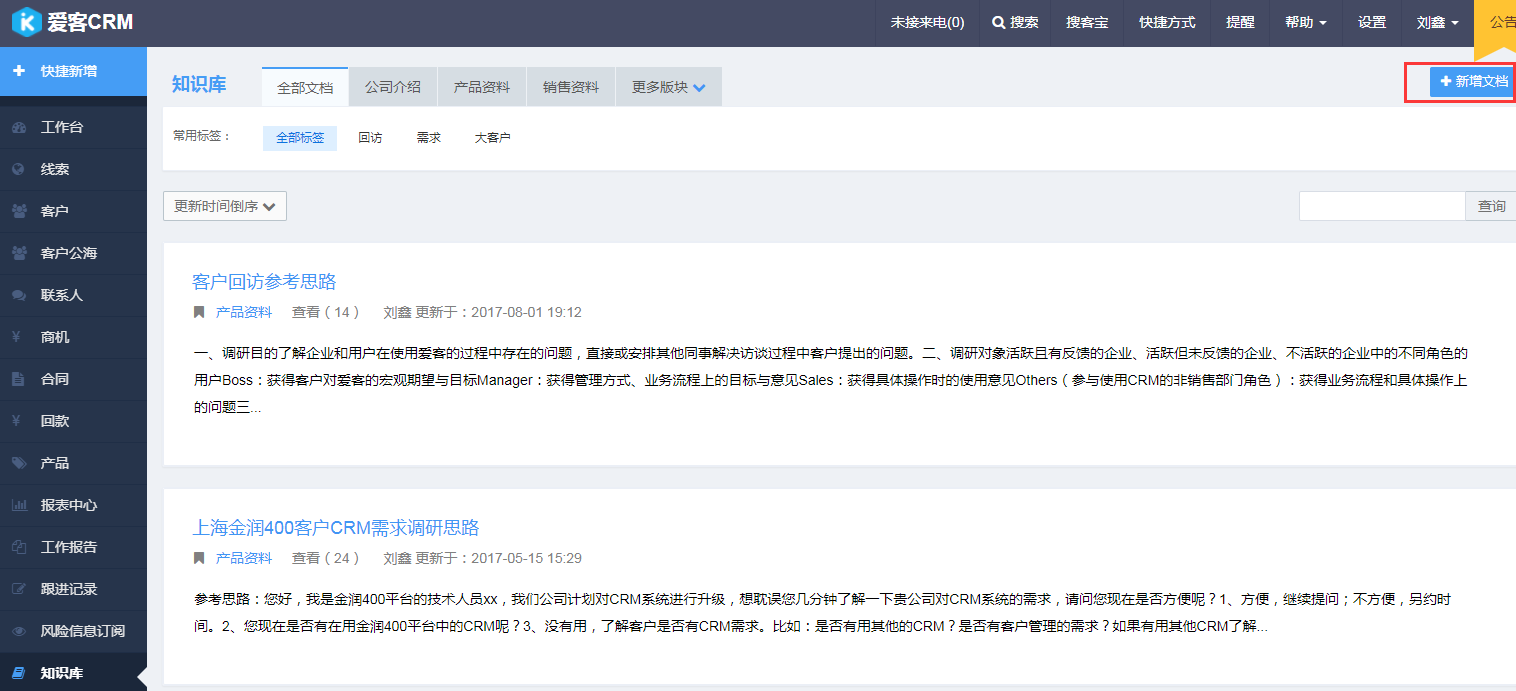 爱客CRM
未接来电(0) 搜索 搜客宝 快捷方式 提醒 帮助 设置 刘鑫 公告
快捷新增
工作台
线索
客户
客户公海
联系人
商机
合同
回款
产品
报表中心
工作报告
跟进记录
风险信息订阅
知识库
知识库 全部文档 公司介绍 产品资料 销售资料 更多版块 新增文档
常用标签： 全部标签 回访 需求 大客户
更新时间倒序 查询
客户回访参考思路
产品资料 查看（14） 刘鑫 更新于：2017-08-01 19:12
一、调研目的了解企业和用户在使用爱客的过程中存在的问题，直接或安排其他同事解决访谈过程中客户提出的问题。二、调研对象活跃且有反馈的企业、活跃但未反馈的企业、不活跃的企业中的不同角色的
用户Boss：获得客户对爱客的宏观期望与目标Manager：获得管理方式、业务流程上的目标与意见Sales：获得具体操作时的使用意见Others（参与使用CRM的非销售部门角色）：获得业务流程和具体操作上
的问题三...
上海金润400客户CRM需求调研思路
产品资料 查看（24） 刘鑫 更新于：2017-05-15 15:29
参考思路：您好，我是金润400平台的技术人员xx，我们公司计划对CRM系统进行升级，想耽误您几分钟了解一下贵公司对CRM系统的需求，请问您现在是否方便呢？1、方便，继续提问；不方便，另约时
间。2、您现在是否有在用金润400平台中的CRM呢？3、没有用，了解客户是否有CRM需求。比如：是否有用其他的CRM？是否有客户管理的需求？如果有用其他CRM了解...